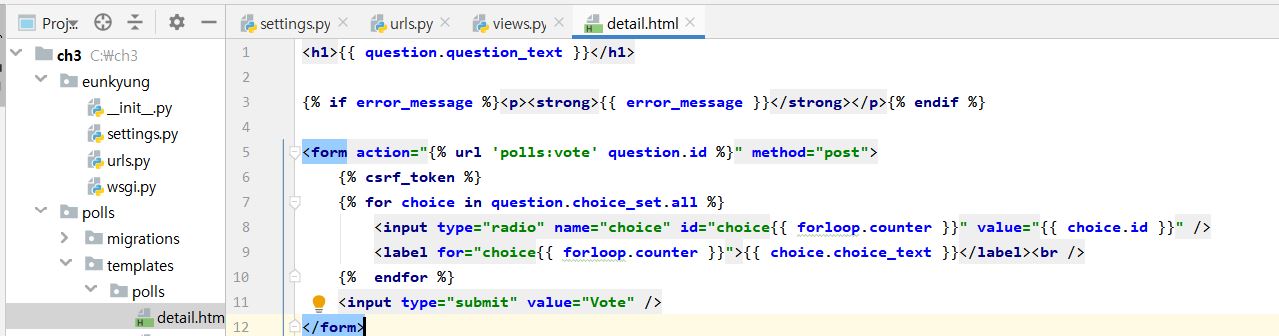 Proj...
settings.py
urls.py
views.py
detail.html
ch3 C:₩ch3
eunkyung
__init__.py
settings.py
urls.py
wsgi.py
polls
migrations
templates
polls
detail.htm
1 <h1>{{ question.question_text }}</h1>
2
3 {% if error_message %}<p><strong>{{ error_message }}</strong></p>{% endif %}
4
5 <form action="{% url 'polls:vote' question.id %}" method="post">
6 {% csrf_token %}
7 {% for choice in question.choice_set.all %}
8 <input type="radio" name="choice" id="choice{{ forloop.counter }}" value="{{ choice.id }}" />
9 <label for="choice{{ forloop.counter }}">{{ choice.choice_text }}</label><br />
10 {%  endfor %}
11 <input type="submit" value="Vote" />
12 </form>